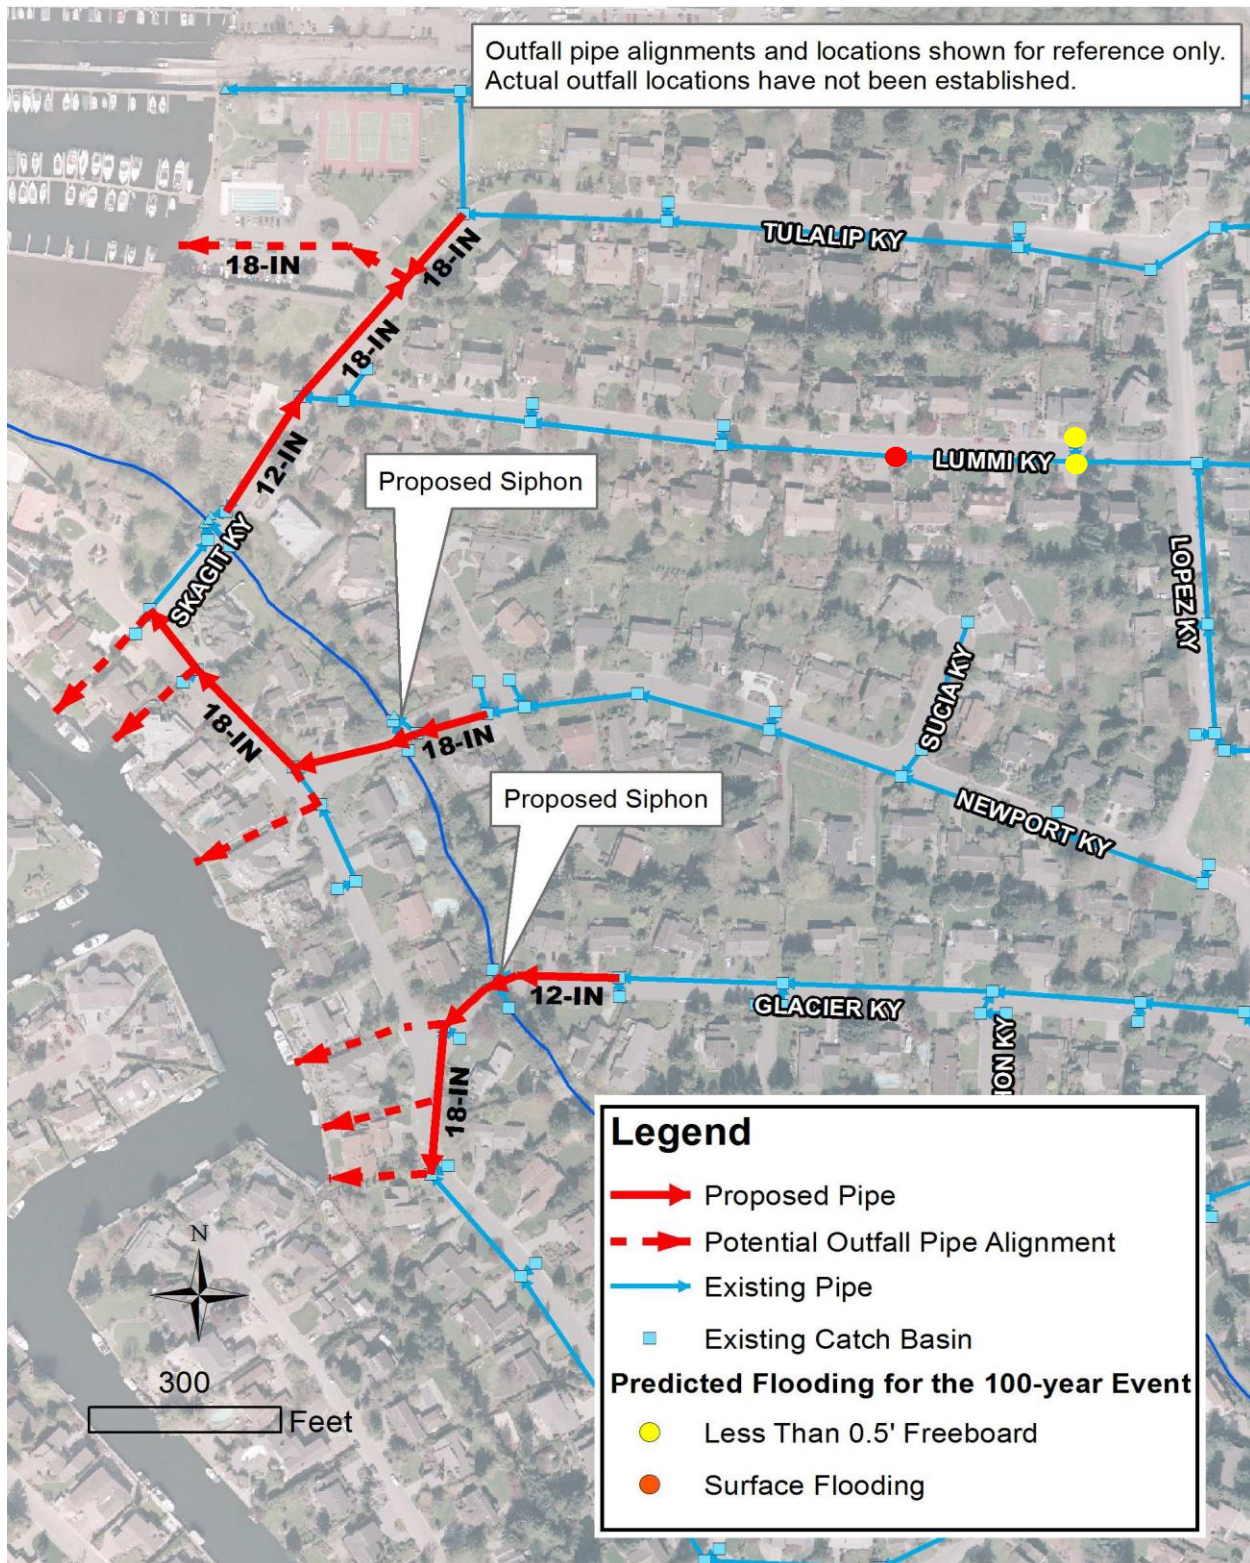 Outfall pipe alignments and locations shown for reference only.
Actual outfall locations have not been established.
TULALIP KY
18-IN
18-IN
18-IN
12-IN
LUMMI KY
Proposed Siphon
SKAGIT KY
LOPEZ KY
SUCIA KY
18-IN
18-IN
Proposed Siphon
NEWPORT KY
12-IN
GLACIER KY
ION KY
18-IN
Legend
Proposed Pipe
Potential Outfall Pipe Alignment
Existing Pipe
Existing Catch Basin
Predicted Flooding for the 100-year Event
Less Than 0.5' Freeboard
Surface Flooding
N
300
Feet